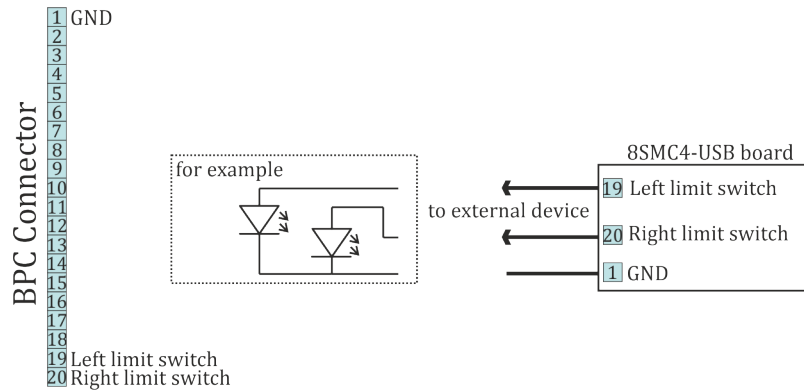 BPC Connector
1 GND
2
3
4
5
6
7
8
9
10
11
12
13
14
15
16
17
18
19 Left limit switch
20 Right limit switch
for example
to external device
8SMC4-USB board
19 Left limit switch
20 Right limit switch
1 GND